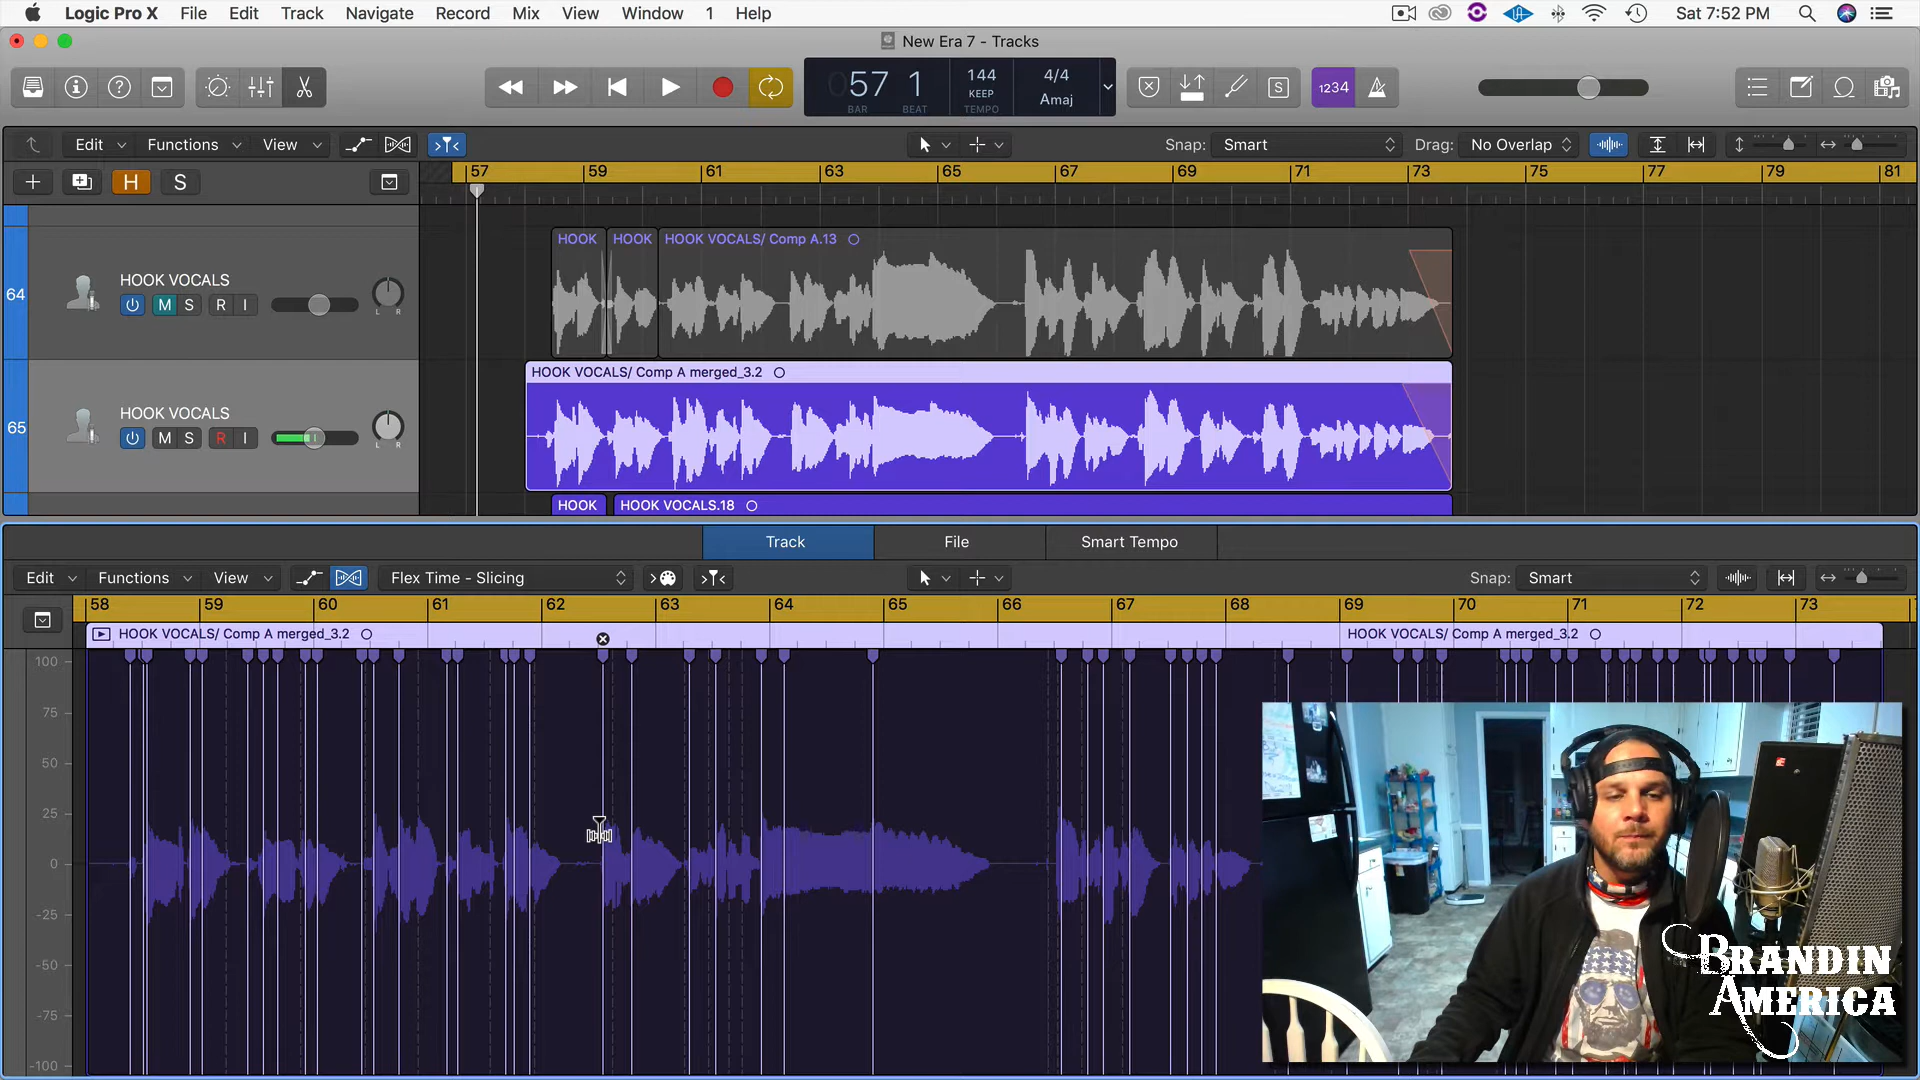 Logic Pro X File Edit Track Navigate Record Mix View Window 1 Help Sat 7:52 PM
New Era 7 - Tracks
057 1 144 4/4
KEEP Amaj
BAR BEAT TEMPO
S 1234
Edit Functions View Snap: Smart Drag: No Overlap
H S 57 59 61 63 65 67 69 71 73 75 77 79 81
HOOK HOOK HOOK VOCALS/ Comp A.13
64 HOOK VOCALS
M S R I L R
HOOK VOCALS/ Comp A merged_3.2
65 HOOK VOCALS
M S R I L R
HOOK HOOK VOCALS.18
Track File Smart Tempo
Edit Functions View Flex Time - Slicing Snap: Smart
58 59 60 61 62 63 64 65 66 67 68 69 70 71 72 73
HOOK VOCALS/ Comp A merged_3.2 HOOK VOCALS/ Comp A merged_3.2
100
75
50
25
0
-25
-50
-75
-100
BRANDIN
AMERICA